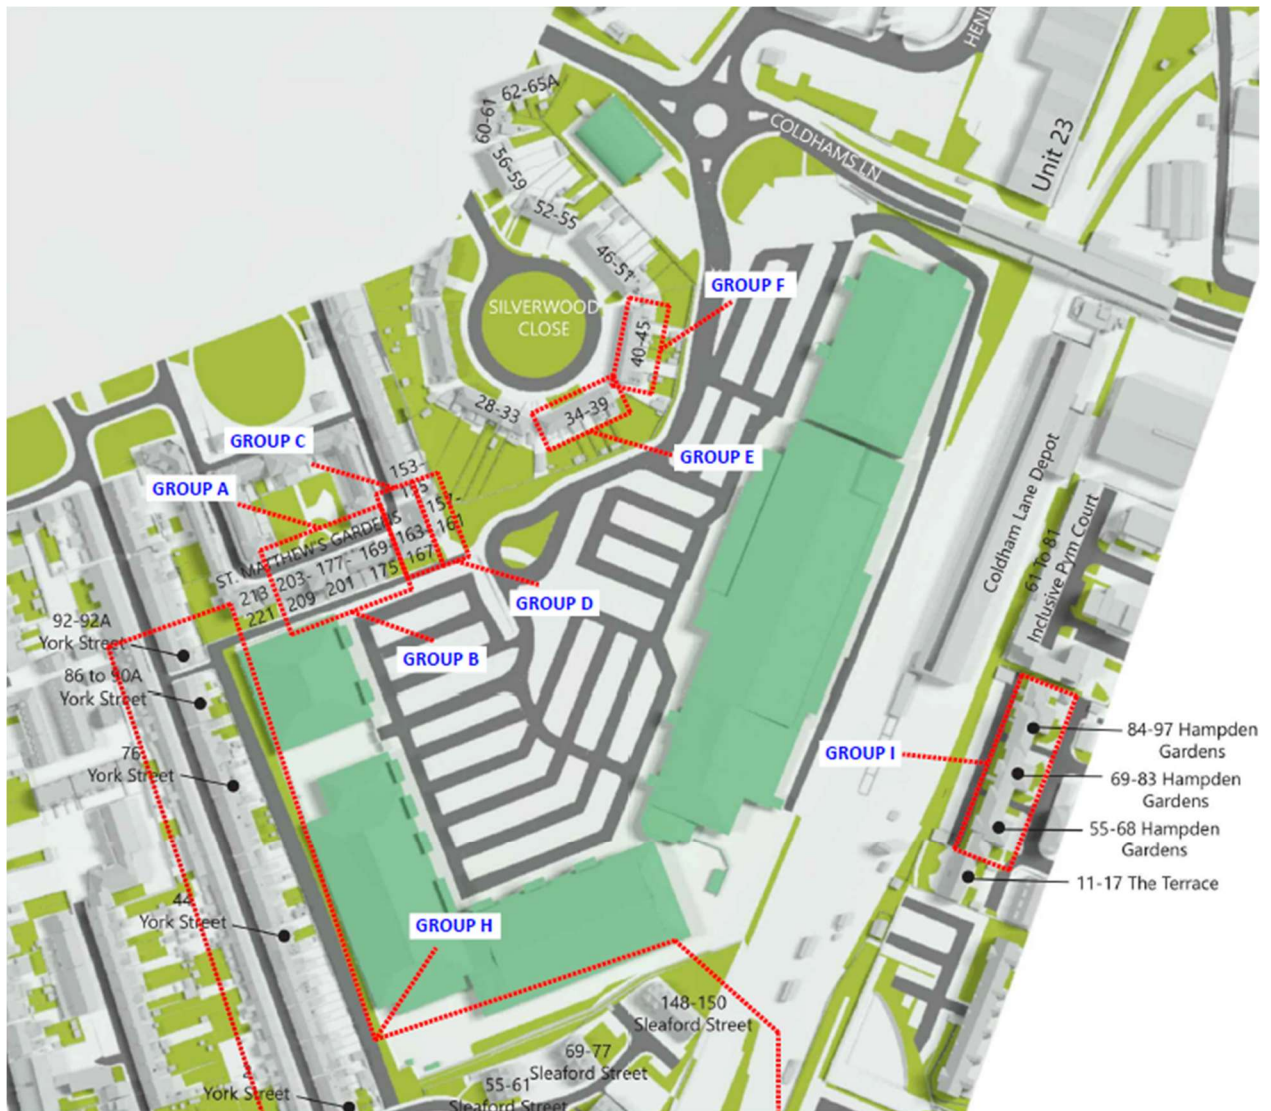 HENL
62-65A
60-61
COLDHAMS LN
Unit 23
56-59
52-55
46-51
GROUP F
SILVERWOOD
CLOSE
40-45
28-33
34-39
GROUP C
GROUP E
153-
GROUP A
151-
161
ST. MATTHEW'S GARDENS
163-
167
169-
175
177-
201
203-
209
213
221
Coldham Lane Depot
61 To 81
Inclusive Pym Court
GROUP D
92-92A
York Street
GROUP B
86 to 90A
York Street
84-97 Hampden
Gardens
76
York Street
GROUP I
69-83 Hampden
Gardens
55-68 Hampden
Gardens
11-17 The Terrace
44
York Street
GROUP H
148-150
Sleaford Street
69-77
Sleaford Street
55-61
Sleaford Street
2
York Street